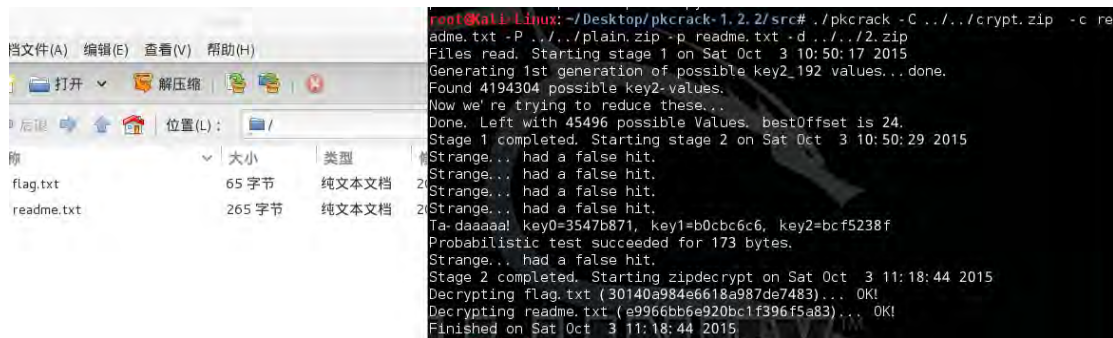 档文件(A) 编辑(E) 查看(V) 帮助(H)
打开 解压缩
后退 位置(L): /
称 大小 类型
flag.txt 65 字节 纯文本文档 20
readme.txt 265 字节 纯文本文档 20
root@Kali-Linux:~/Desktop/pkcrack-1.2.2/src# ./pkcrack -C ../../crypt.zip -c re
adme.txt -P ../../plain.zip -p readme.txt -d ../../2.zip
Files read. Starting stage 1 on Sat Oct 3 10:50:17 2015
Generating 1st generation of possible key2_192 values...done.
Found 4194304 possible key2-values.
Now we're trying to reduce these...
Done. Left with 45496 possible Values. bestOffset is 24.
Stage 1 completed. Starting stage 2 on Sat Oct 3 10:50:29 2015
Strange... had a false hit.
Strange... had a false hit.
Strange... had a false hit.
Strange... had a false hit.
Ta-daaaaa! key0=3547b871, key1=b0cbc6c6, key2=bcf5238f
Probabilistic test succeeded for 173 bytes.
Strange... had a false hit.
Stage 2 completed. Starting zipdecrypt on Sat Oct 3 11:18:44 2015
Decrypting flag.txt (30140a984e6618a987de7483)... OK!
Decrypting readme.txt (e9966bb6e920bc1f396f5a83)... OK!
Finished on Sat Oct 3 11:18:44 2015